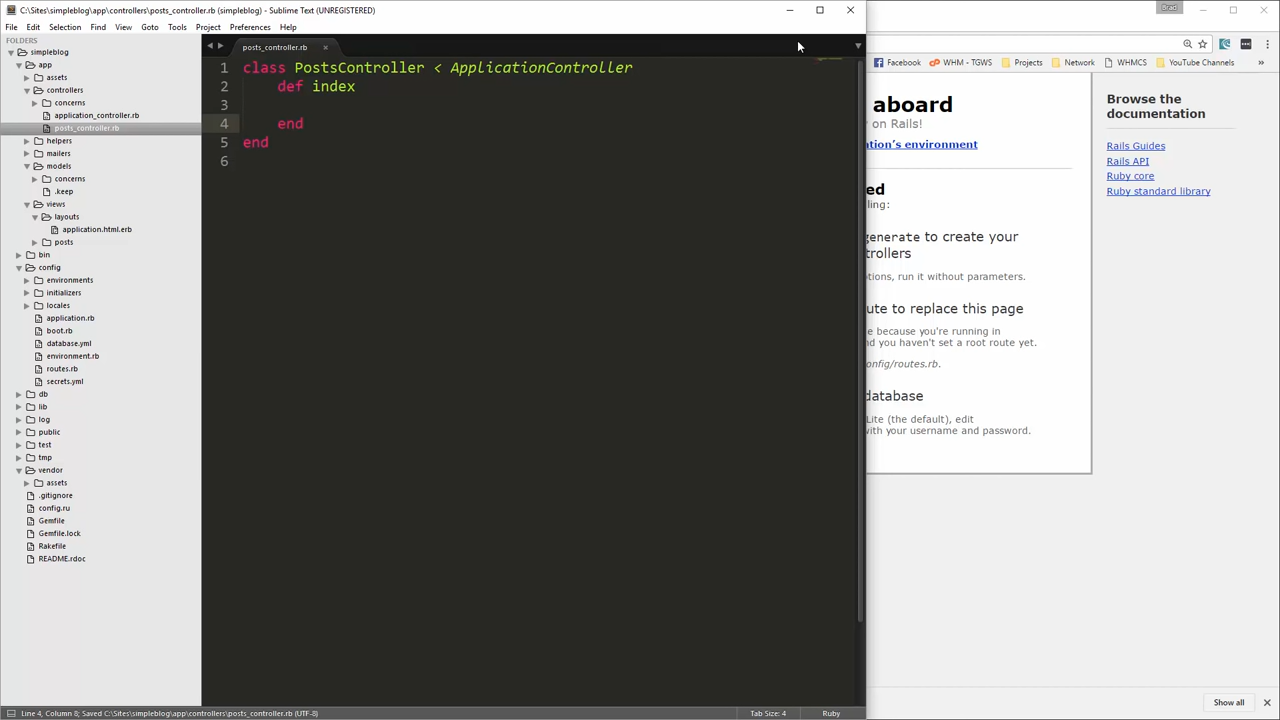 C:\Sites\simpleblog\app\controllers\posts_controller.rb (simpleblog) - Sublime Text (UNREGISTERED)
File Edit Selection Find View Goto Tools Project Preferences Help
FOLDERS
simpleblog
app
assets
controllers
concerns
application_controller.rb
posts_controller.rb
helpers
mailers
models
concerns
.keep
views
layouts
application.html.erb
posts
bin
config
environments
initializers
locales
application.rb
boot.rb
database.yml
environment.rb
routes.rb
secrets.yml
db
lib
log
public
test
tmp
vendor
assets
.gitignore
config.ru
Gemfile
Gemfile.lock
Rakefile
README.rdoc
posts_controller.rb
1 class PostsController < ApplicationController
2 def index
3
4 end
5 end
6
Line 4, Column 8; Saved C:\Sites\simpleblog\app\controllers\posts_controller.rb (UTF-8)
Tab Size: 4
Ruby
Brad
Facebook WHM - TGWS Projects Network WHMCS YouTube Channels
aboard
y on Rails!
ation's environment
ed
ling:
generate to create your
trollers
otions, run it without parameters.
ute to replace this page
e because you're running in
nd you haven't set a root route yet.
onfig/routes.rb.
database
Lite (the default), edit
with your username and password.
Browse the
documentation
Rails Guides
Rails API
Ruby core
Ruby standard library
Show all